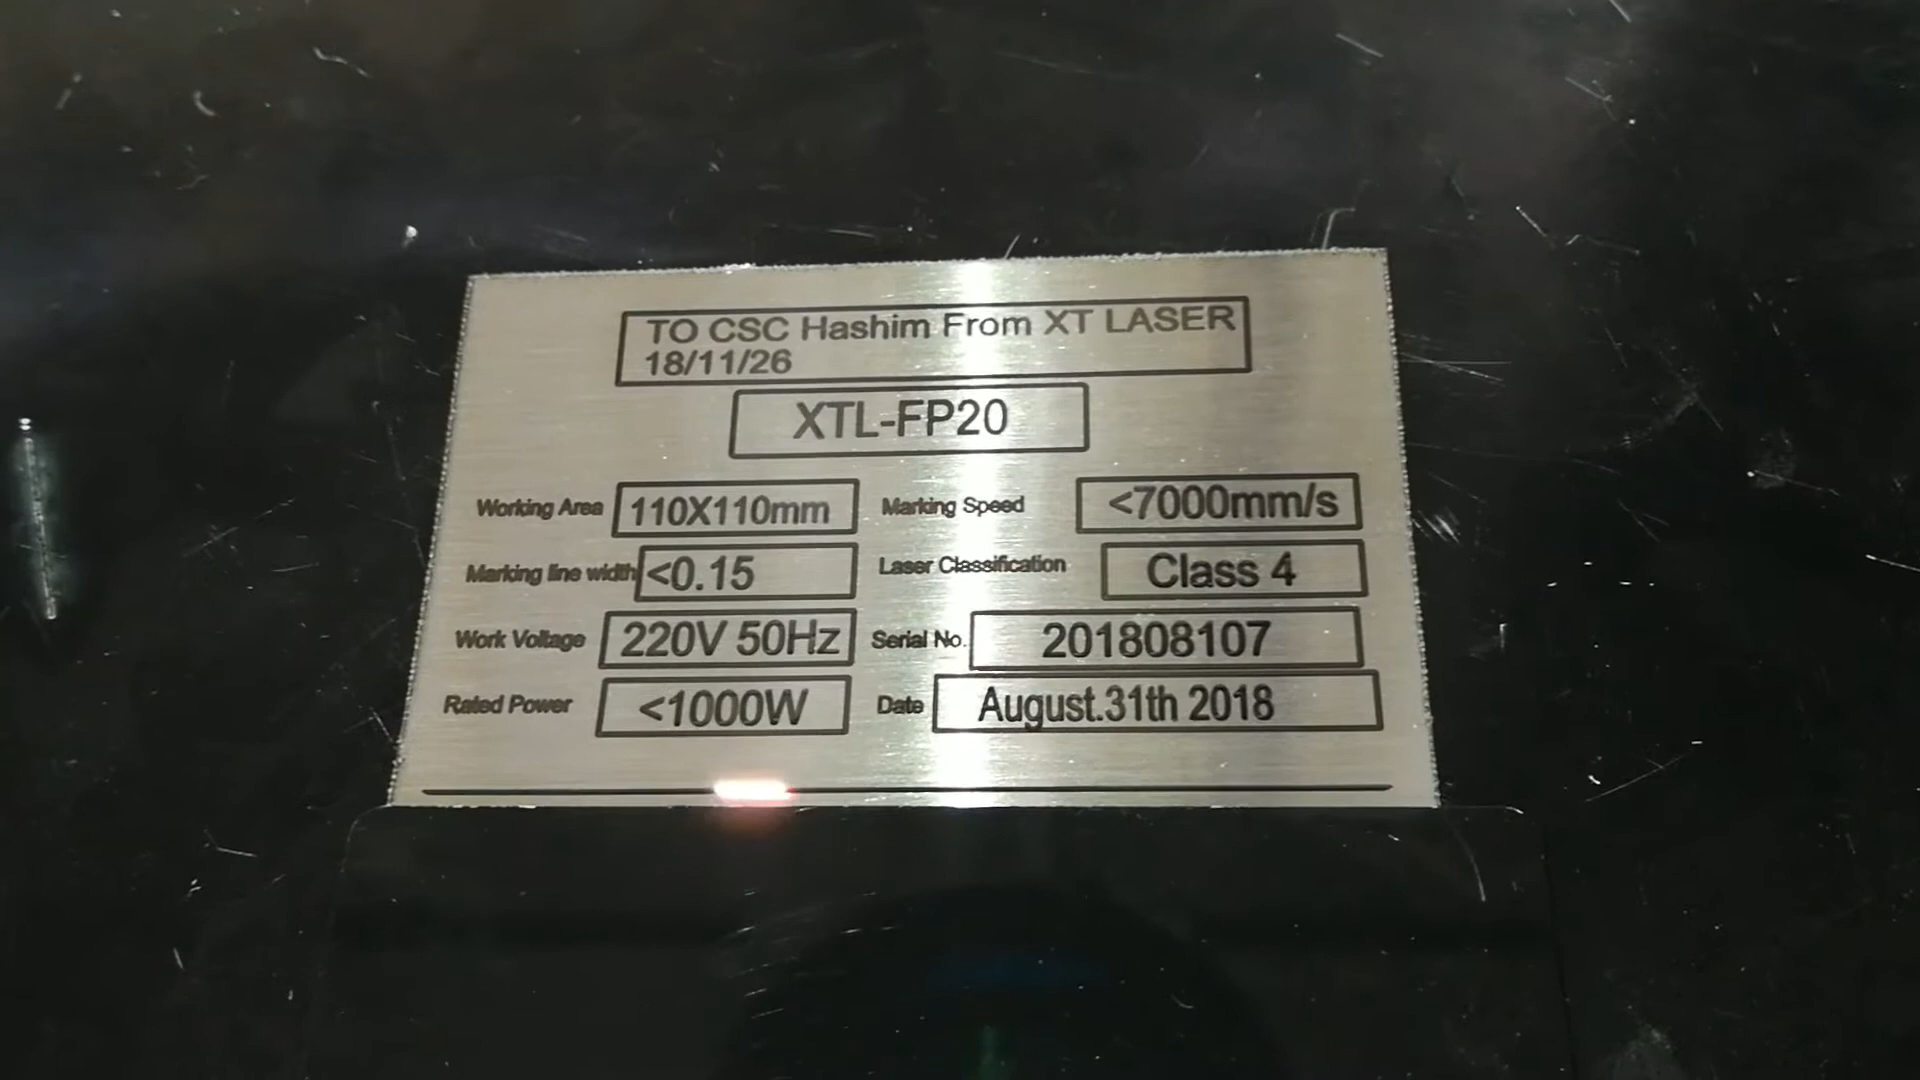 TO CSC Hashim From XT LASER
18/11/26
XTL-FP20
Working Area 110X110mm Marking Speed <7000mm/s
Marking line width <0.15 Laser Classification Class 4
Work Voltage 220V 50Hz Serial No. 201808107
Rated Power <1000W Date August.31th 2018